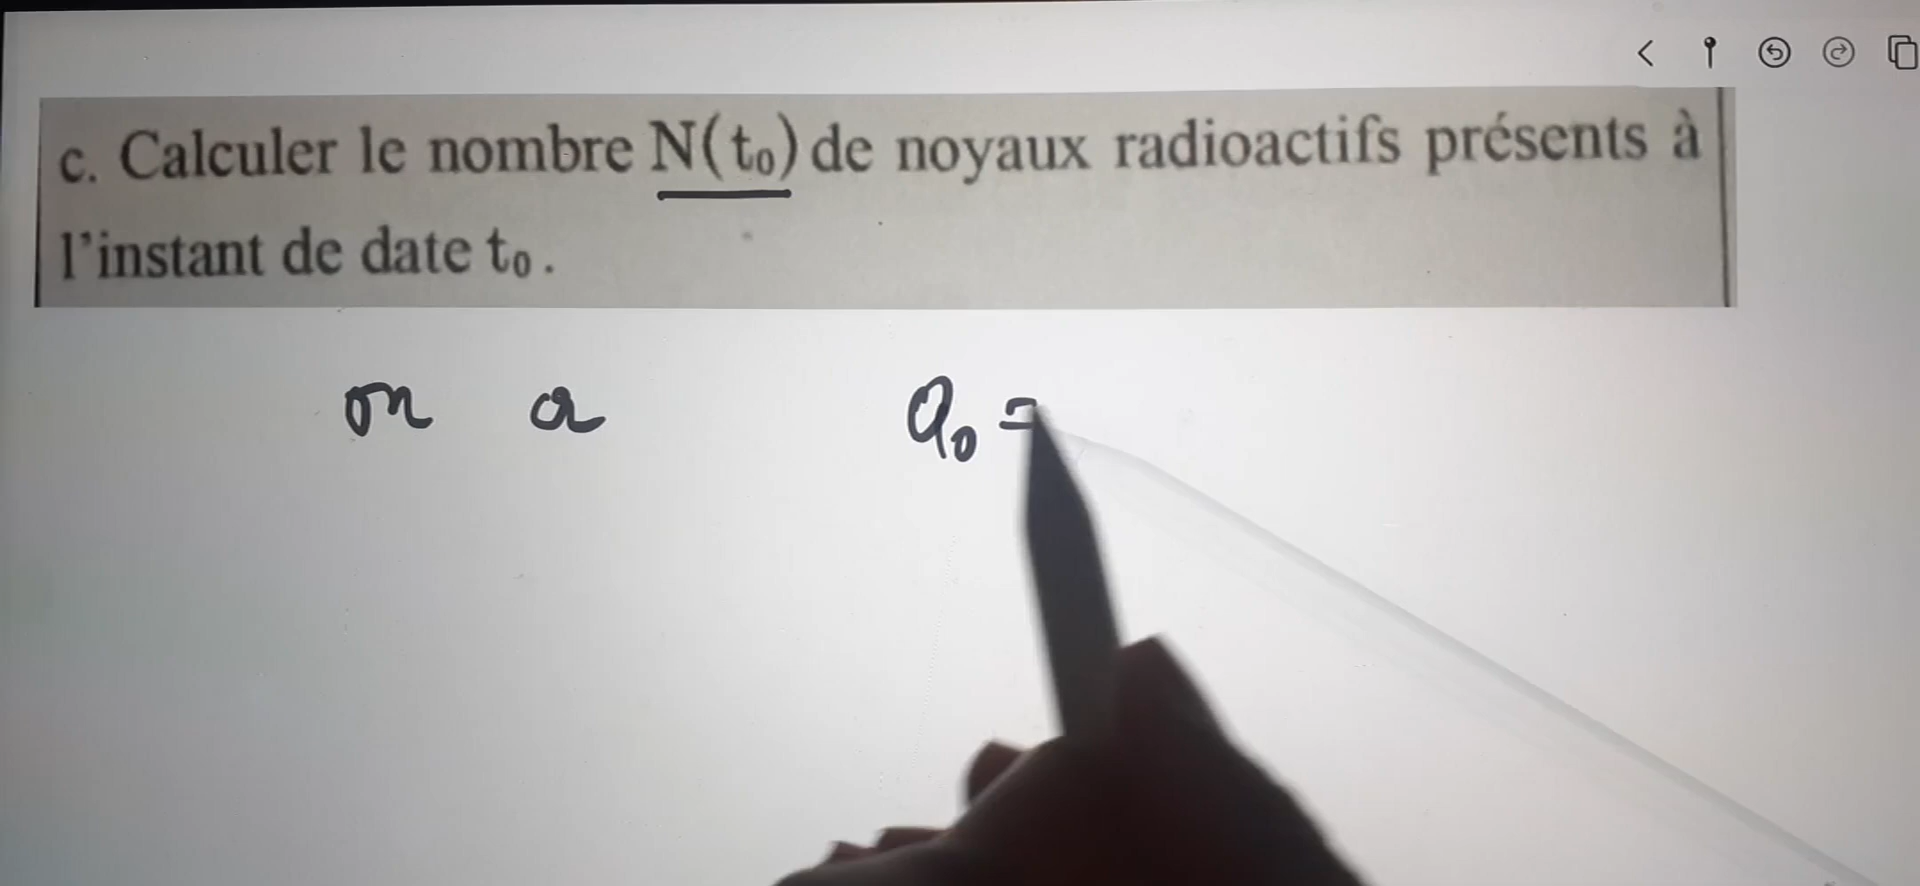 c. Calculer le nombre N(t₀) de noyaux radioactifs présents à
l'instant de date t₀.
on a a₀ =